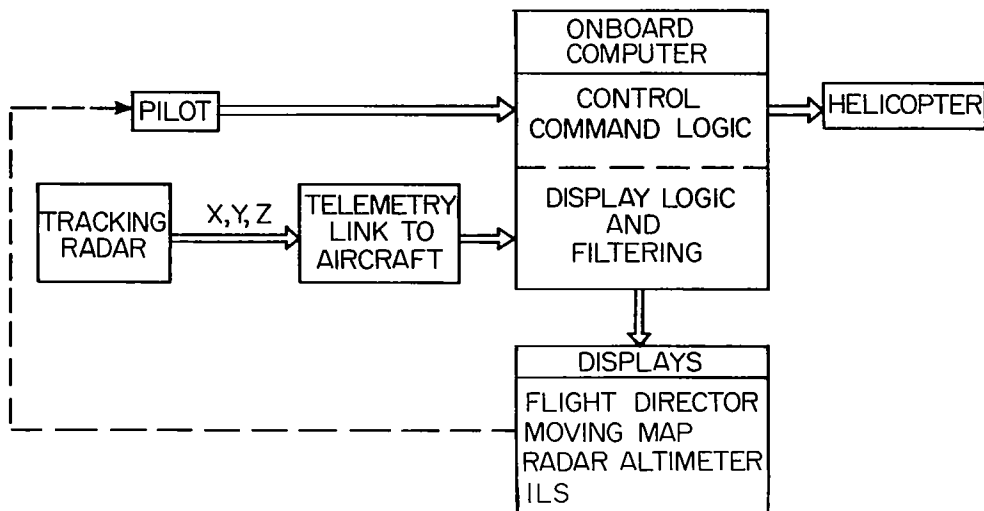 ONBOARD
COMPUTER
PILOT
CONTROL
COMMAND LOGIC
HELICOPTER
TRACKING
RADAR
X, Y, Z
TELEMETRY
LINK TO
AIRCRAFT
DISPLAY LOGIC
AND
FILTERING
DISPLAYS
FLIGHT DIRECTOR
MOVING MAP
RADAR ALTIMETER
ILS